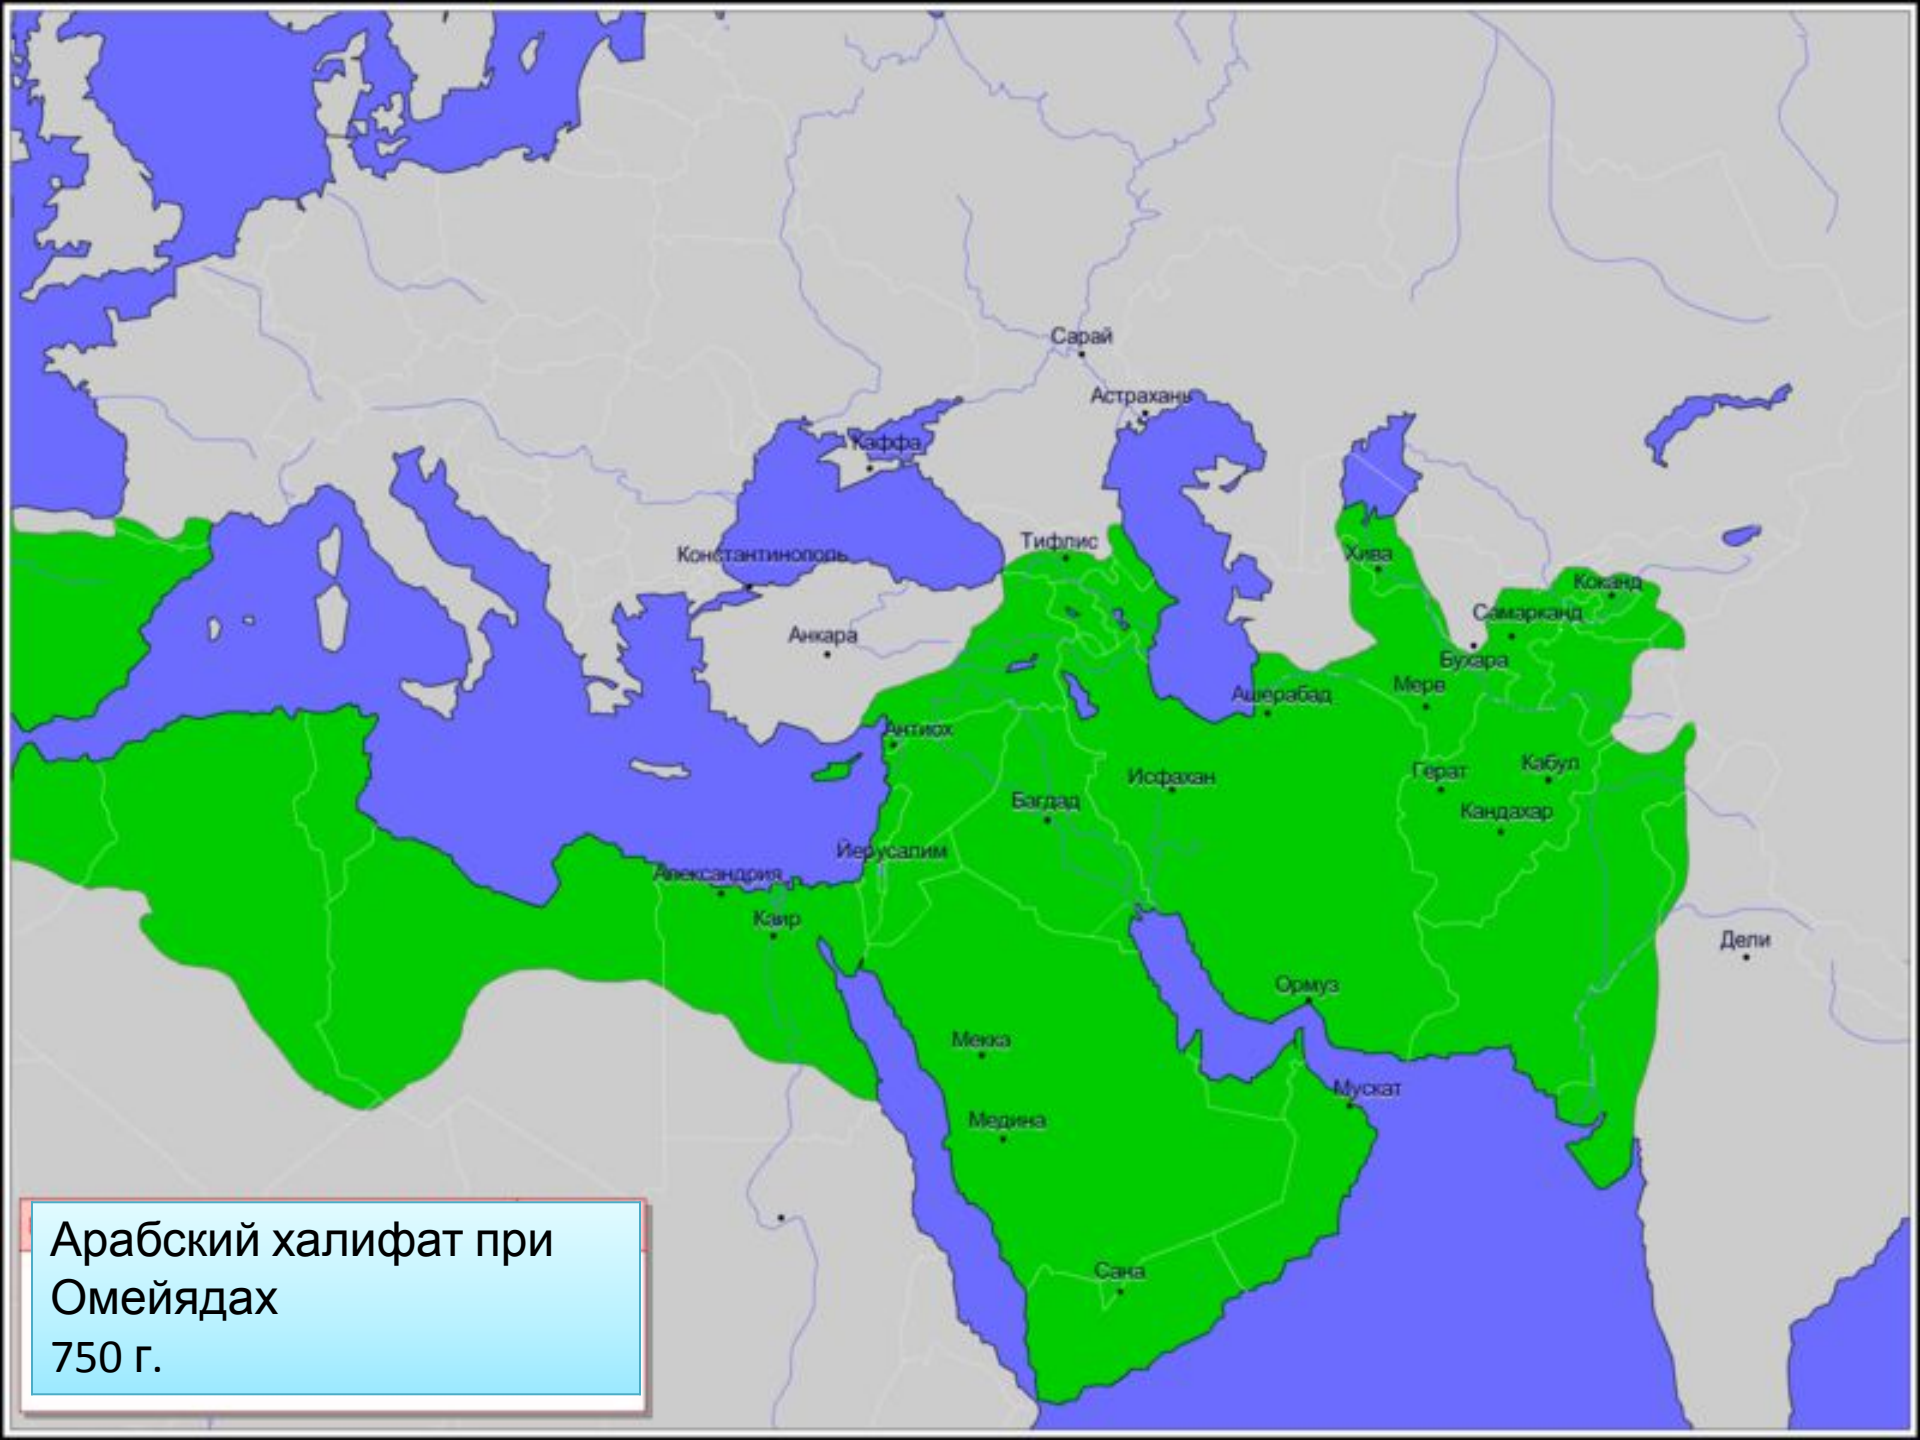 Сарай
Астрахань
Каффа
Тифлис
Константинополь
Хива
Коканд
Самарканд
Анкара
Бухара
Мерв
Ашерабад
Антиох
Исфахан
Герат
Кабул
Багдад
Кандахар
Иерусалим
Александрия
Каир
Дели
Ормуз
Мекка
Мускат
Медина
Сана
Арабский халифат при
Омейядах
750 г.